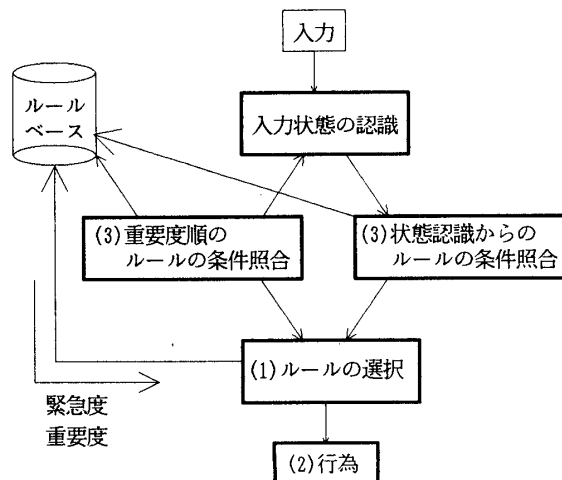 入力
ルール
ベース
入力状態の認識
(3)重要度順の
ルールの条件照合
(3)状態認識からの
ルールの条件照合
(1)ルールの選択
緊急度
重要度
(2)行為